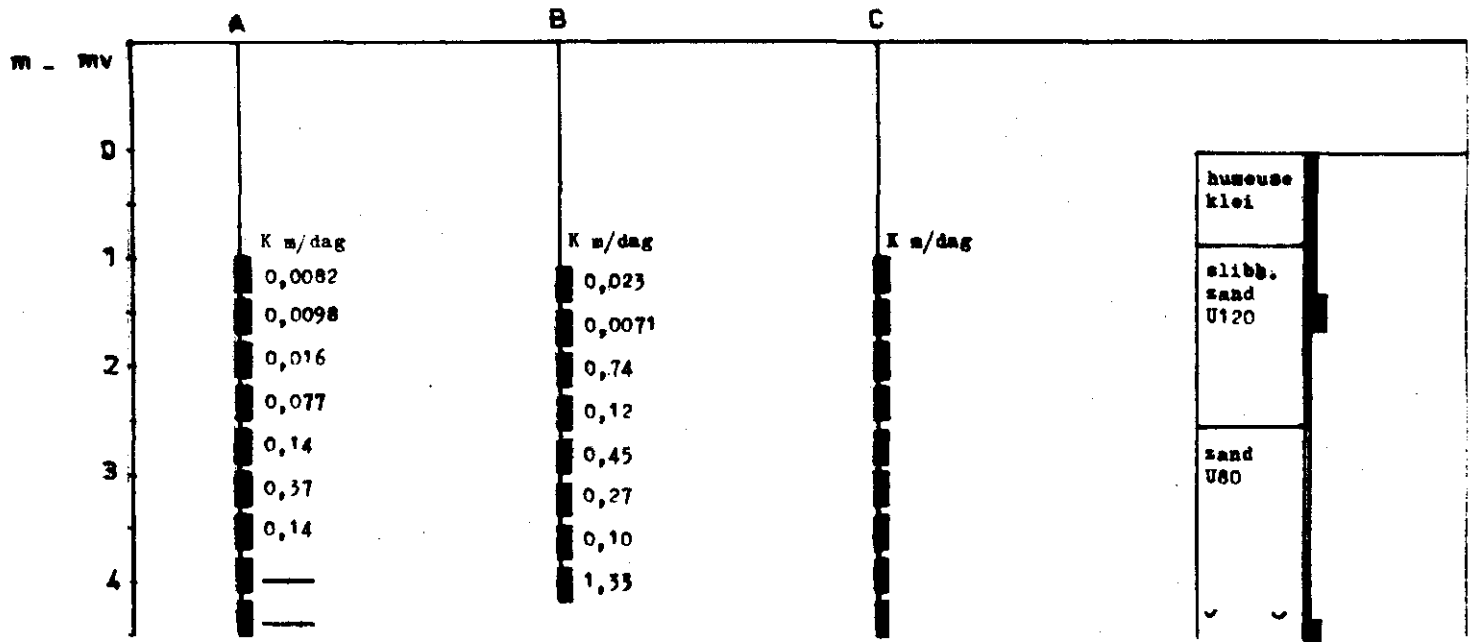 A B C
m - mv
0
humeuse
klei
K m/dag K m/dag K m/dag
1
0,0082 0,023 slibh.
zand
0,0098 0,0071 U120
2 0,016 0,74
0,077 0,12
0,14 0,45 zand
3 U80
0,37 0,27
0,14 0,10
4 1,33